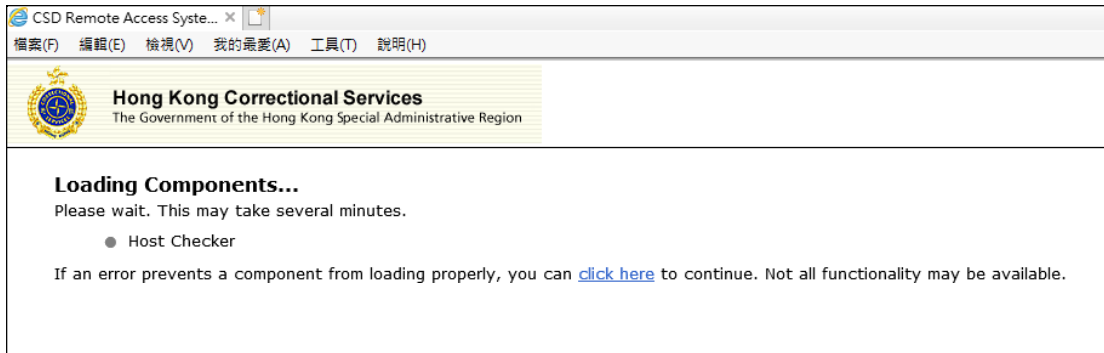 CSD Remote Access Syste...
檔案(F) 編輯(E) 檢視(V) 我的最愛(A) 工具(T) 說明(H)
Hong Kong Correctional Services
The Government of the Hong Kong Special Administrative Region
Loading Components...
Please wait. This may take several minutes.
Host Checker
If an error prevents a component from loading properly, you can click here to continue. Not all functionality may be available.